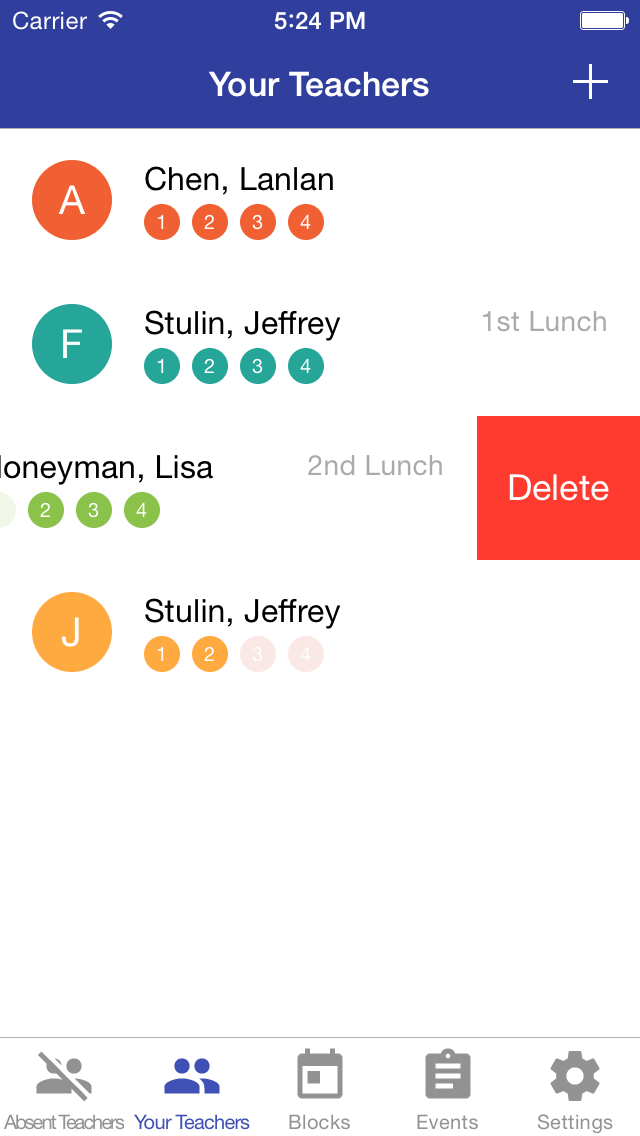 Carrier 5:24 PM
Your Teachers
A Chen, Lanlan
1 2 3 4
F Stulin, Jeffrey 1st Lunch
1 2 3 4
oneyman, Lisa 2nd Lunch Delete
2 3 4
J Stulin, Jeffrey
1 2 3 4
Absent Teachers Your Teachers Blocks Events Settings